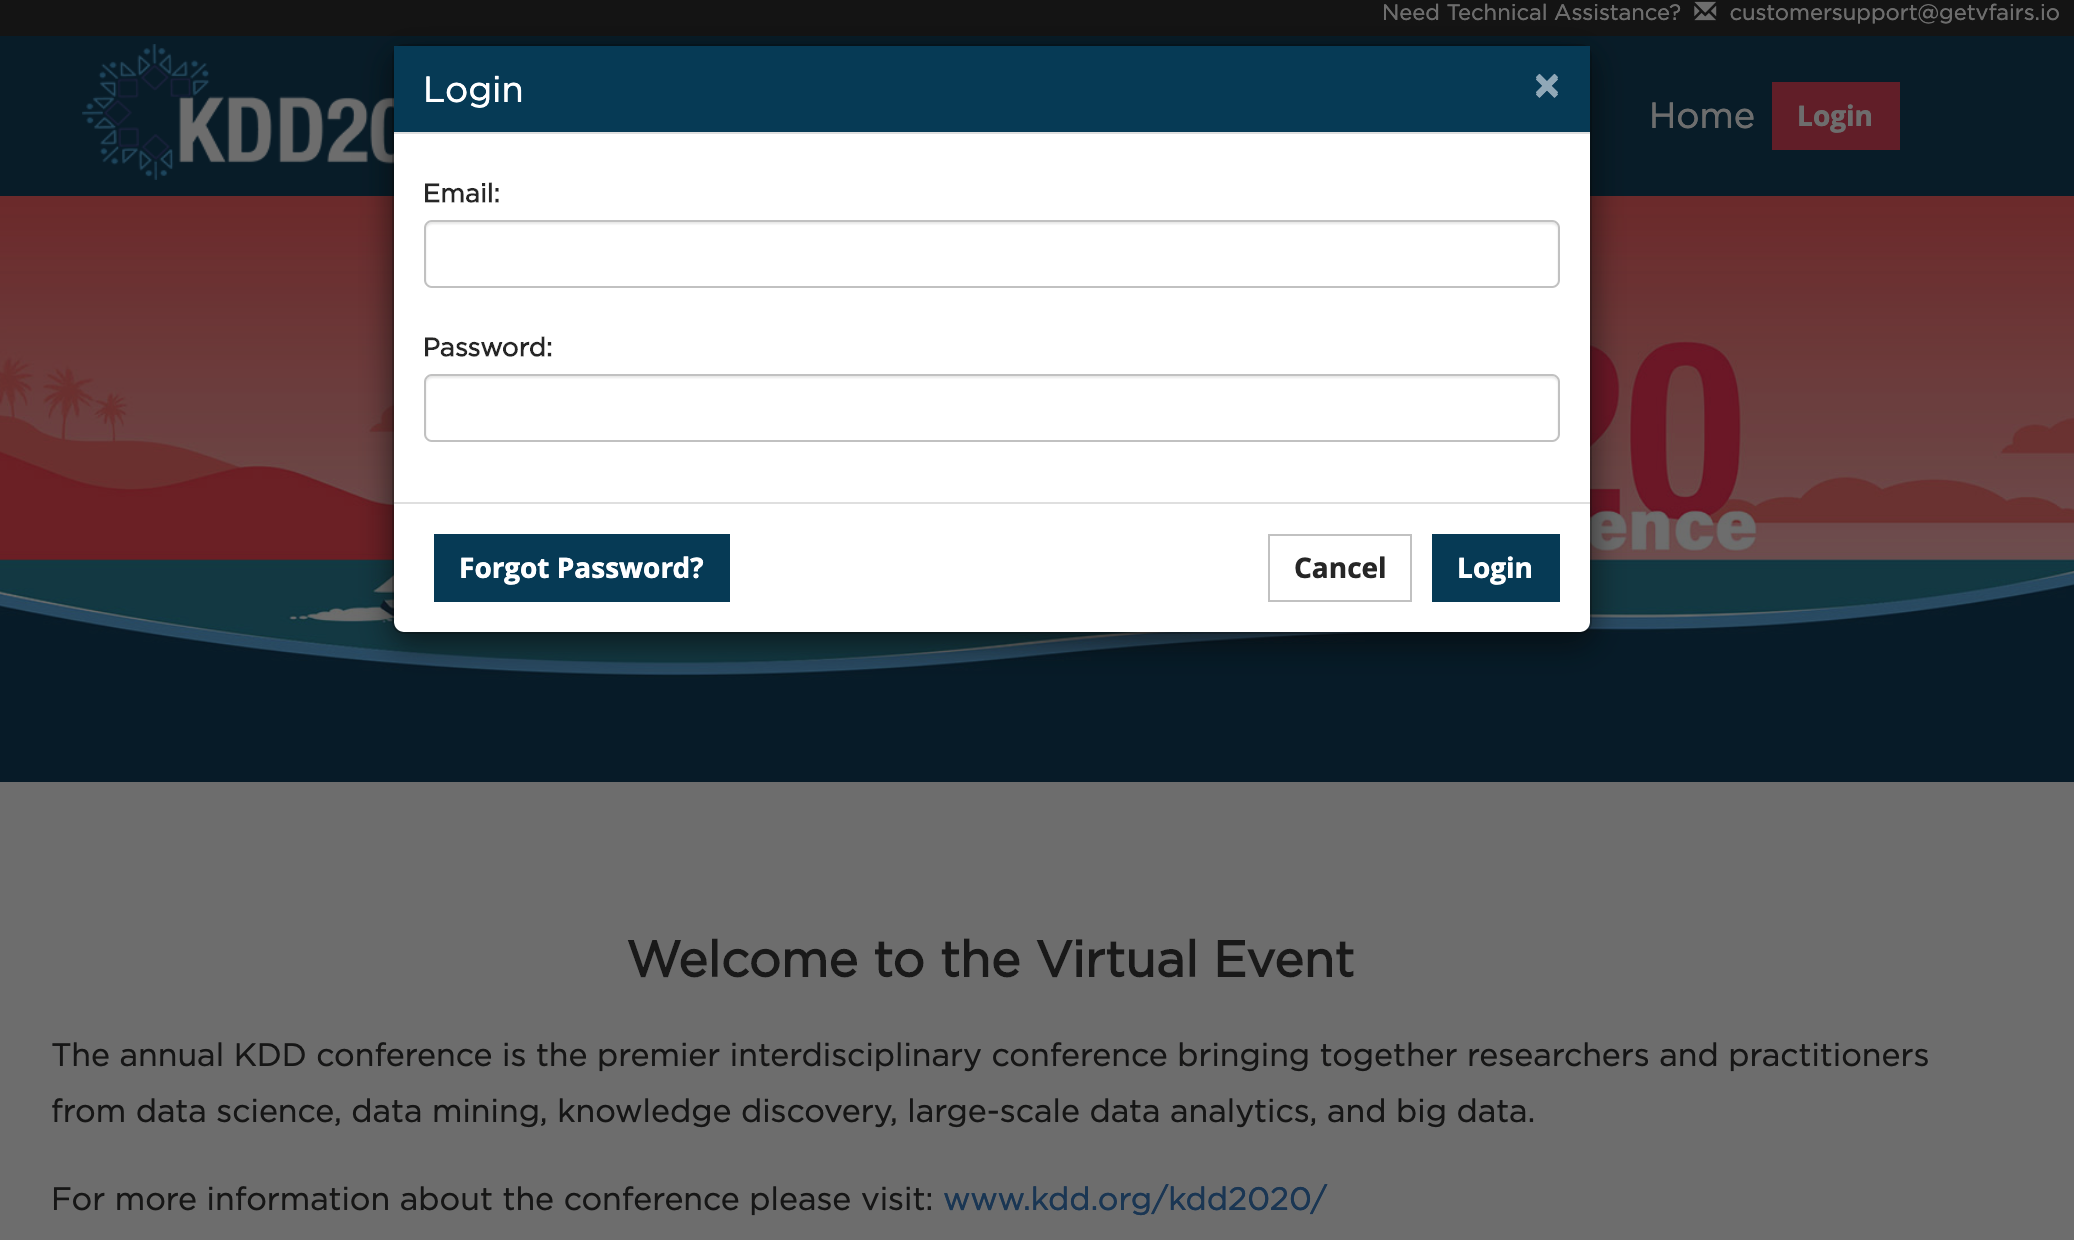 Need Technical Assistance? customersupport@getvfairs.io
KDD20
Home
Login
Login
×
Email:
Password:
Forgot Password?
Cancel
Login
20
ence
Welcome to the Virtual Event
The annual KDD conference is the premier interdisciplinary conference bringing together researchers and practitioners
from data science, data mining, knowledge discovery, large-scale data analytics, and big data.
For more information about the conference please visit: www.kdd.org/kdd2020/